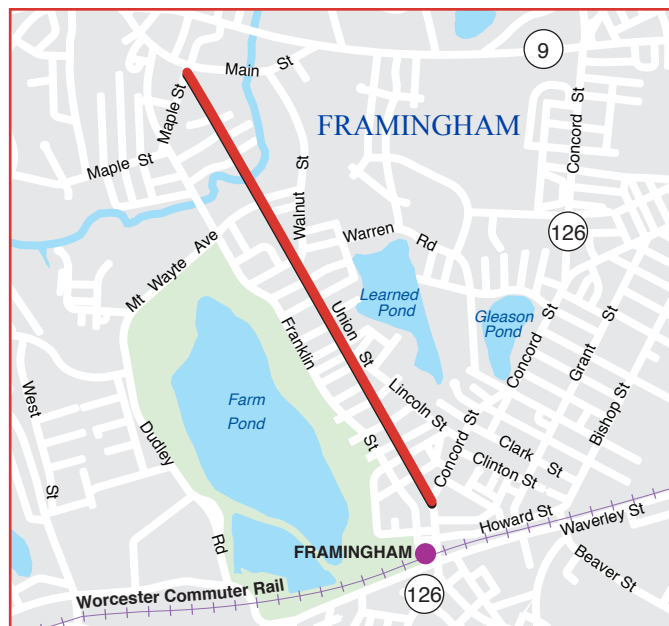 Main St
9
Maple St
Concord St
FRAMINGHAM
Maple St
Walnut St
126
Warren Rd
Mt Wayte Ave
Learned
Pond
Gleason
Pond
Union St
Franklin St
Concord St
Grant St
Bishop St
West St
Farm
Pond
Lincoln St
Dudley Rd
Concord St
Clark St
Clinton St
Howard St
Waverley St
FRAMINGHAM
Beaver St
Worcester Commuter Rail
126